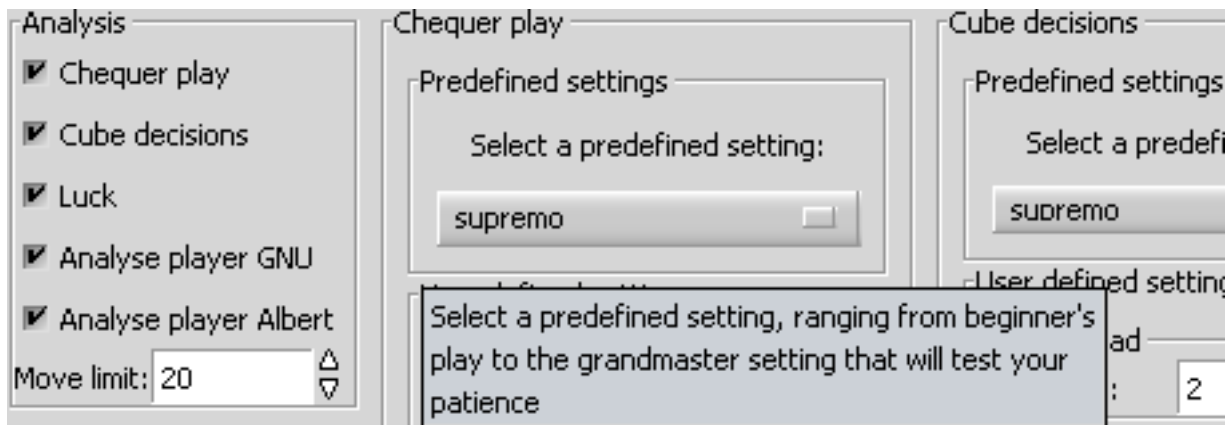 Analysis
Chequer play
Cube decisions
Luck
Analyse player GNU
Analyse player Albert
Move limit: 20
Chequer play
Predefined settings
Select a predefined setting:
supremo
Select a predefined setting, ranging from beginner's
play to the grandmaster setting that will test your
patience
Cube decisions
Predefined settings
Select a
supremo
User defined
2